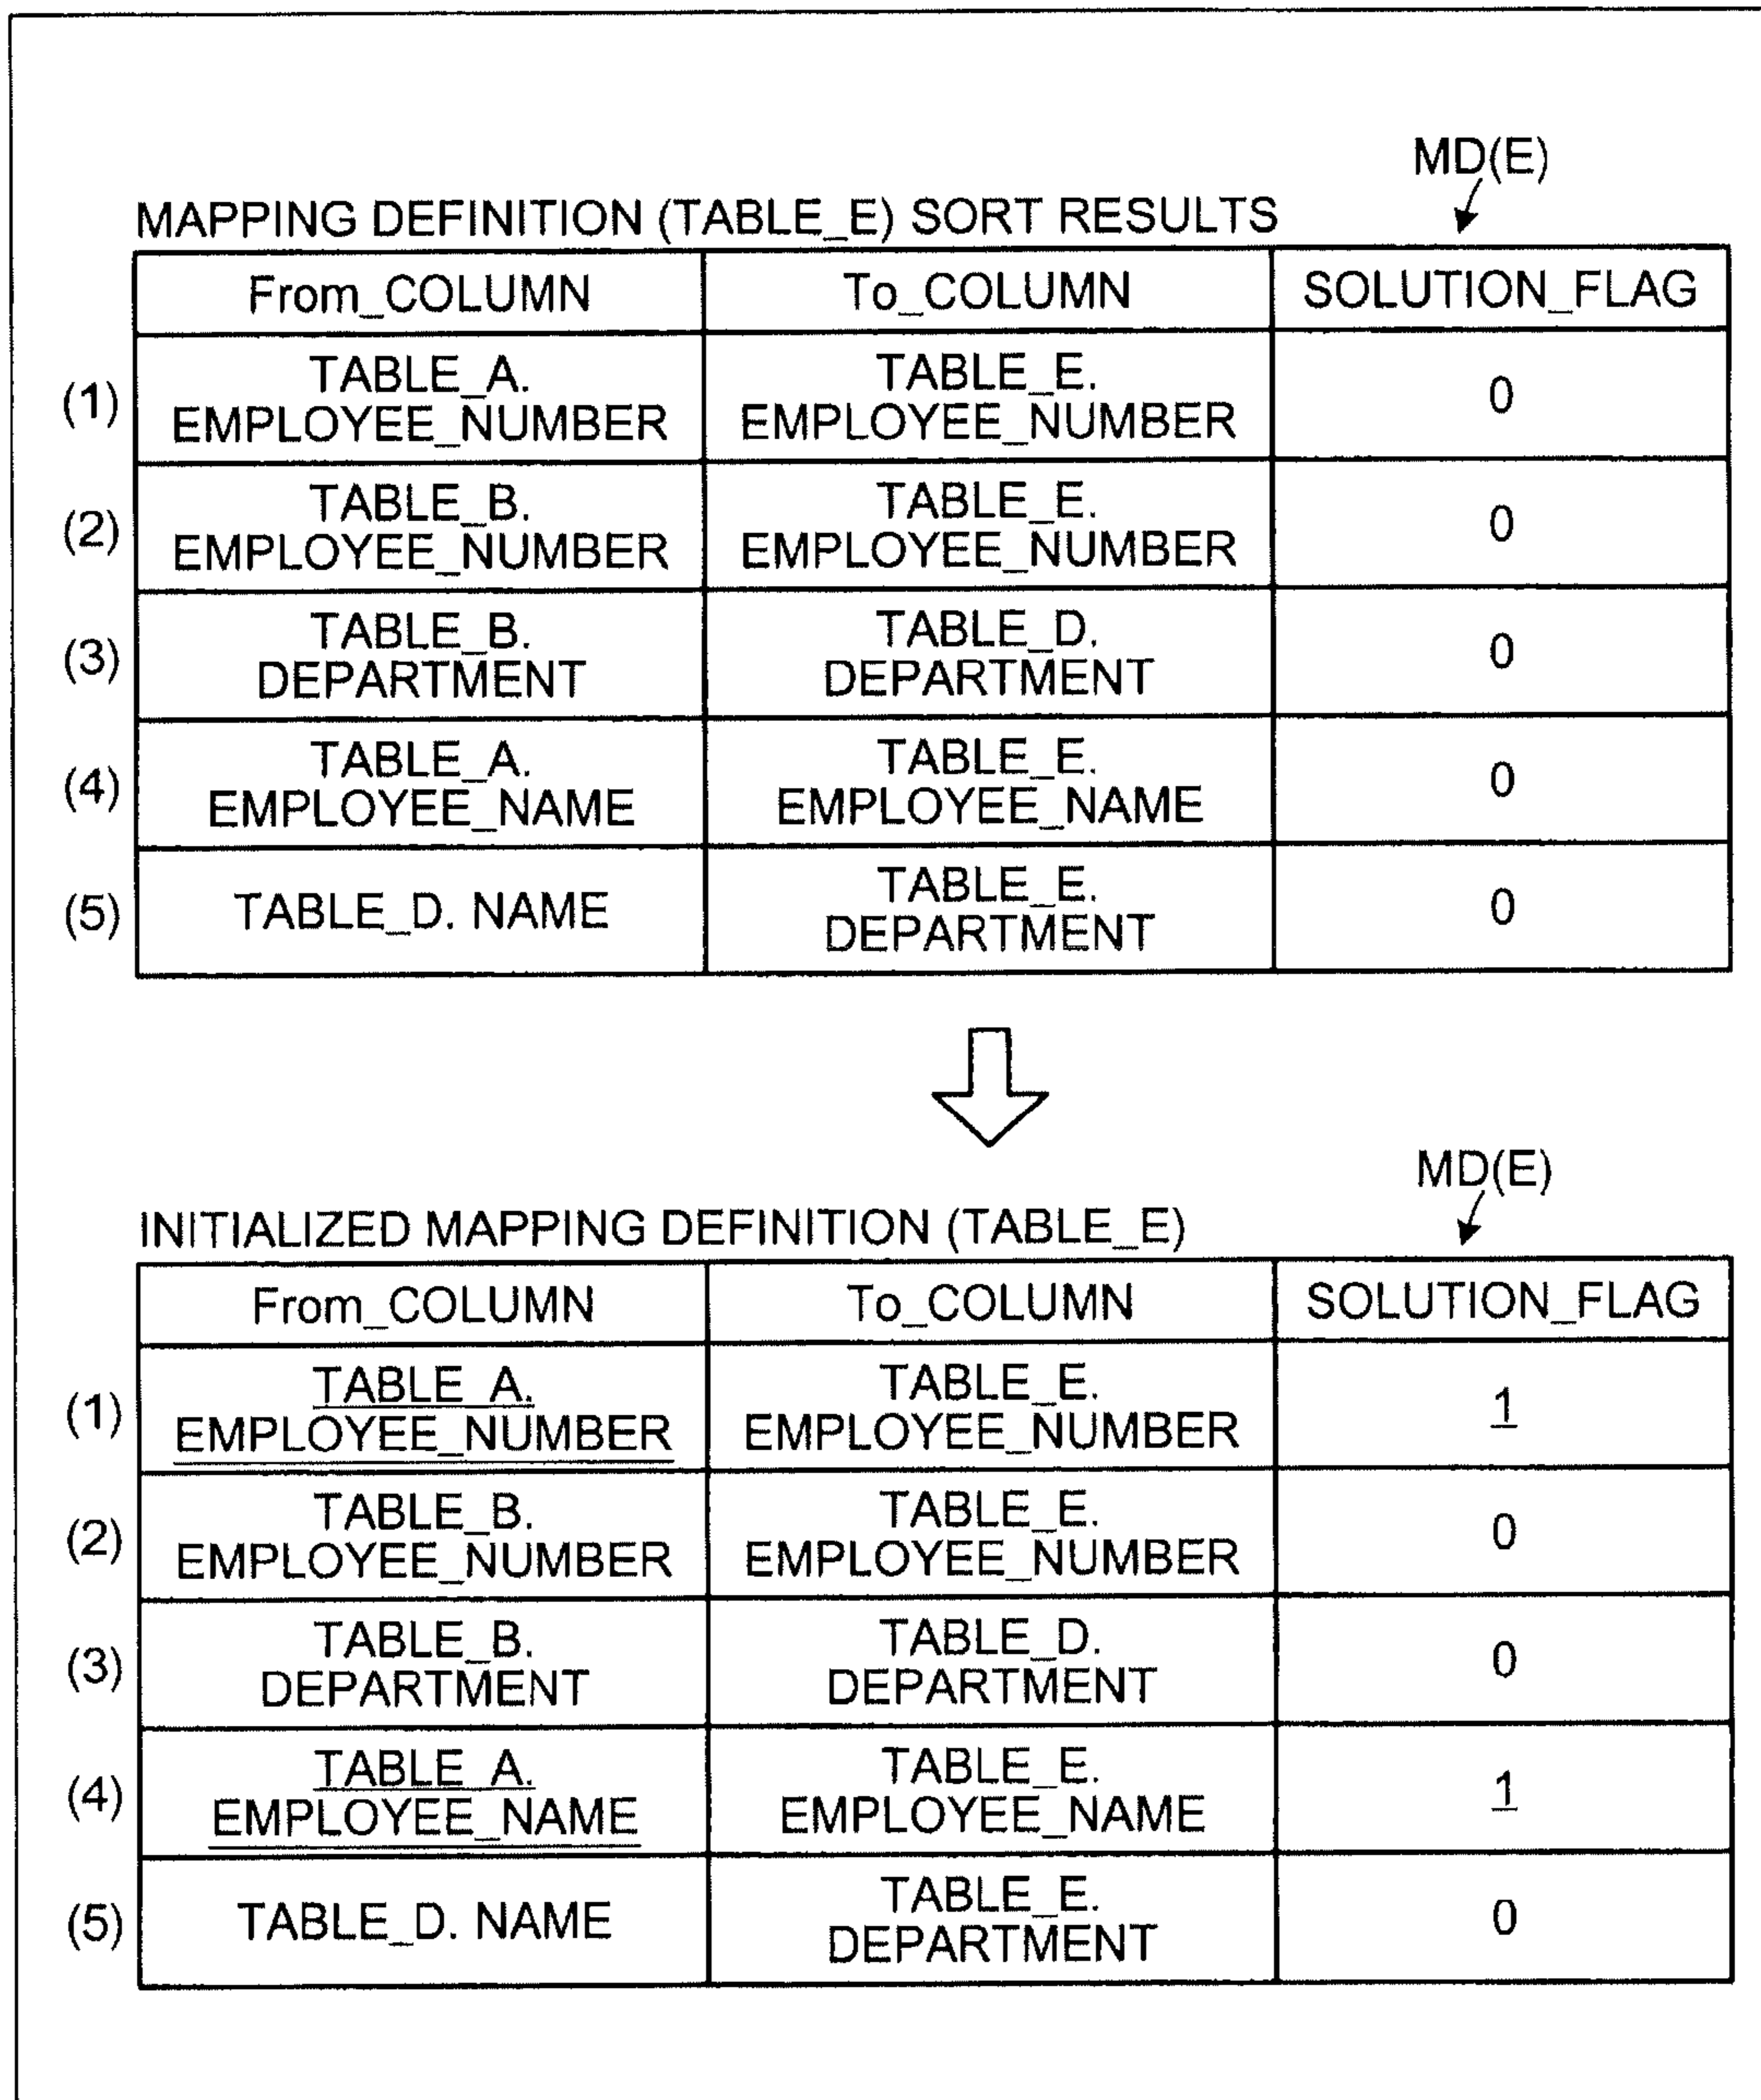 MD(E)
MAPPING DEFINITION (TABLE_E) SORT RESULTS
From_COLUMN To_COLUMN SOLUTION_FLAG
(1) TABLE_A. EMPLOYEE_NUMBER TABLE_E. EMPLOYEE_NUMBER 0
(2) TABLE_B. EMPLOYEE_NUMBER TABLE_E. EMPLOYEE_NUMBER 0
(3) TABLE_B. DEPARTMENT TABLE_D. DEPARTMENT 0
(4) TABLE_A. EMPLOYEE_NAME TABLE_E. EMPLOYEE_NAME 0
(5) TABLE_D. NAME TABLE_E. DEPARTMENT 0
MD(E)
INITIALIZED MAPPING DEFINITION (TABLE_E)
From_COLUMN To_COLUMN SOLUTION_FLAG
(1) TABLE_A. EMPLOYEE_NUMBER TABLE_E. EMPLOYEE_NUMBER 1
(2) TABLE_B. EMPLOYEE_NUMBER TABLE_E. EMPLOYEE_NUMBER 0
(3) TABLE_B. DEPARTMENT TABLE_D. DEPARTMENT 0
(4) TABLE_A. EMPLOYEE_NAME TABLE_E. EMPLOYEE_NAME 1
(5) TABLE_D. NAME TABLE_E. DEPARTMENT 0